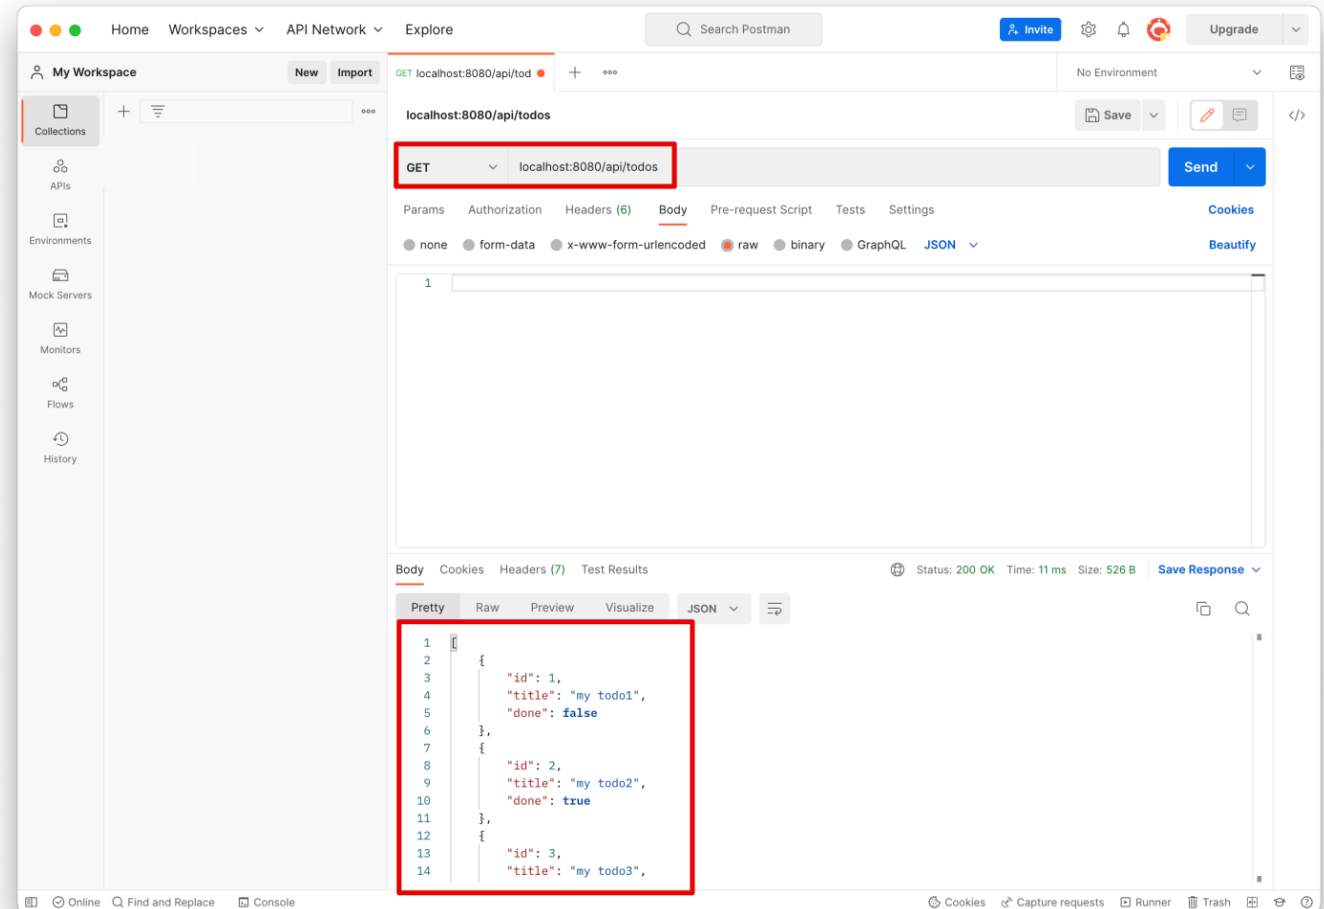 Home Workspaces API Network Explore Search Postman Invite Upgrade
My Workspace New Import GET localhost:8080/api/tod No Environment
localhost:8080/api/todos Save
GET localhost:8080/api/todos Send
Params Authorization Headers (6) Body Pre-request Script Tests Settings Cookies
none form-data x-www-form-urlencoded raw binary GraphQL JSON Beautify
1
Collections
APIs
Environments
Mock Servers
Monitors
Flows
History
Body Cookies Headers (7) Test Results Status: 200 OK Time: 11 ms Size: 526 B Save Response
Pretty Raw Preview Visualize JSON
1 [
2 {
3 "id": 1,
4 "title": "my todo1",
5 "done": false
6 },
7 {
8 "id": 2,
9 "title": "my todo2",
10 "done": true
11 },
12 {
13 "id": 3,
14 "title": "my todo3",
Online Find and Replace Console Cookies Capture requests Runner Trash